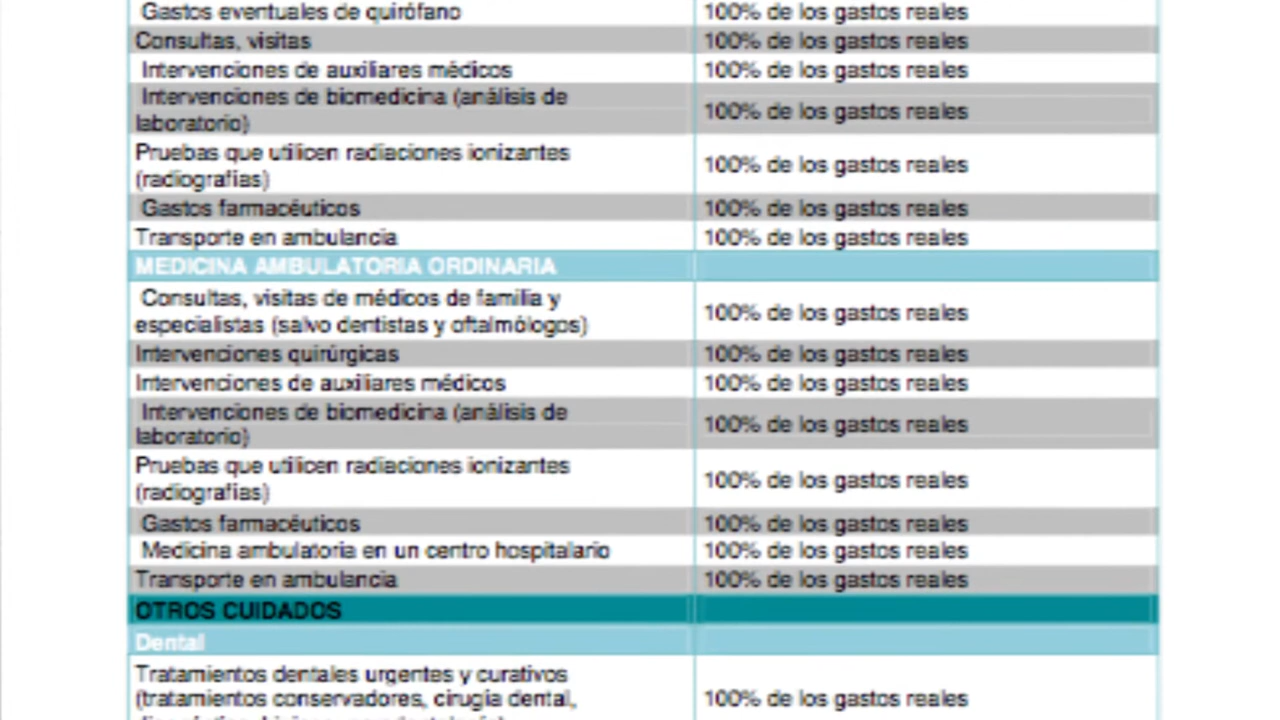 Gastos eventuales de quirófano 100% de los gastos reales
Consultas, visitas 100% de los gastos reales
Intervenciones de auxiliares médicos 100% de los gastos reales
Intervenciones de biomedicina (análisis de
laboratorio) 100% de los gastos reales
Pruebas que utilicen radiaciones ionizantes
(radiografías) 100% de los gastos reales
Gastos farmacéuticos 100% de los gastos reales
Transporte en ambulancia 100% de los gastos reales
MEDICINA AMBULATORIA ORDINARIA
Consultas, visitas de médicos de familia y
especialistas (salvo dentistas y oftalmólogos) 100% de los gastos reales
Intervenciones quirúrgicas 100% de los gastos reales
Intervenciones de auxiliares médicos 100% de los gastos reales
Intervenciones de biomedicina (análisis de
laboratorio) 100% de los gastos reales
Pruebas que utilicen radiaciones ionizantes
(radiografías) 100% de los gastos reales
Gastos farmacéuticos 100% de los gastos reales
Medicina ambulatoria en un centro hospitalario 100% de los gastos reales
Transporte en ambulancia 100% de los gastos reales
OTROS CUIDADOS
Dental
Tratamientos dentales urgentes y curativos
(tratamientos conservadores, cirugía dental, 100% de los gastos reales